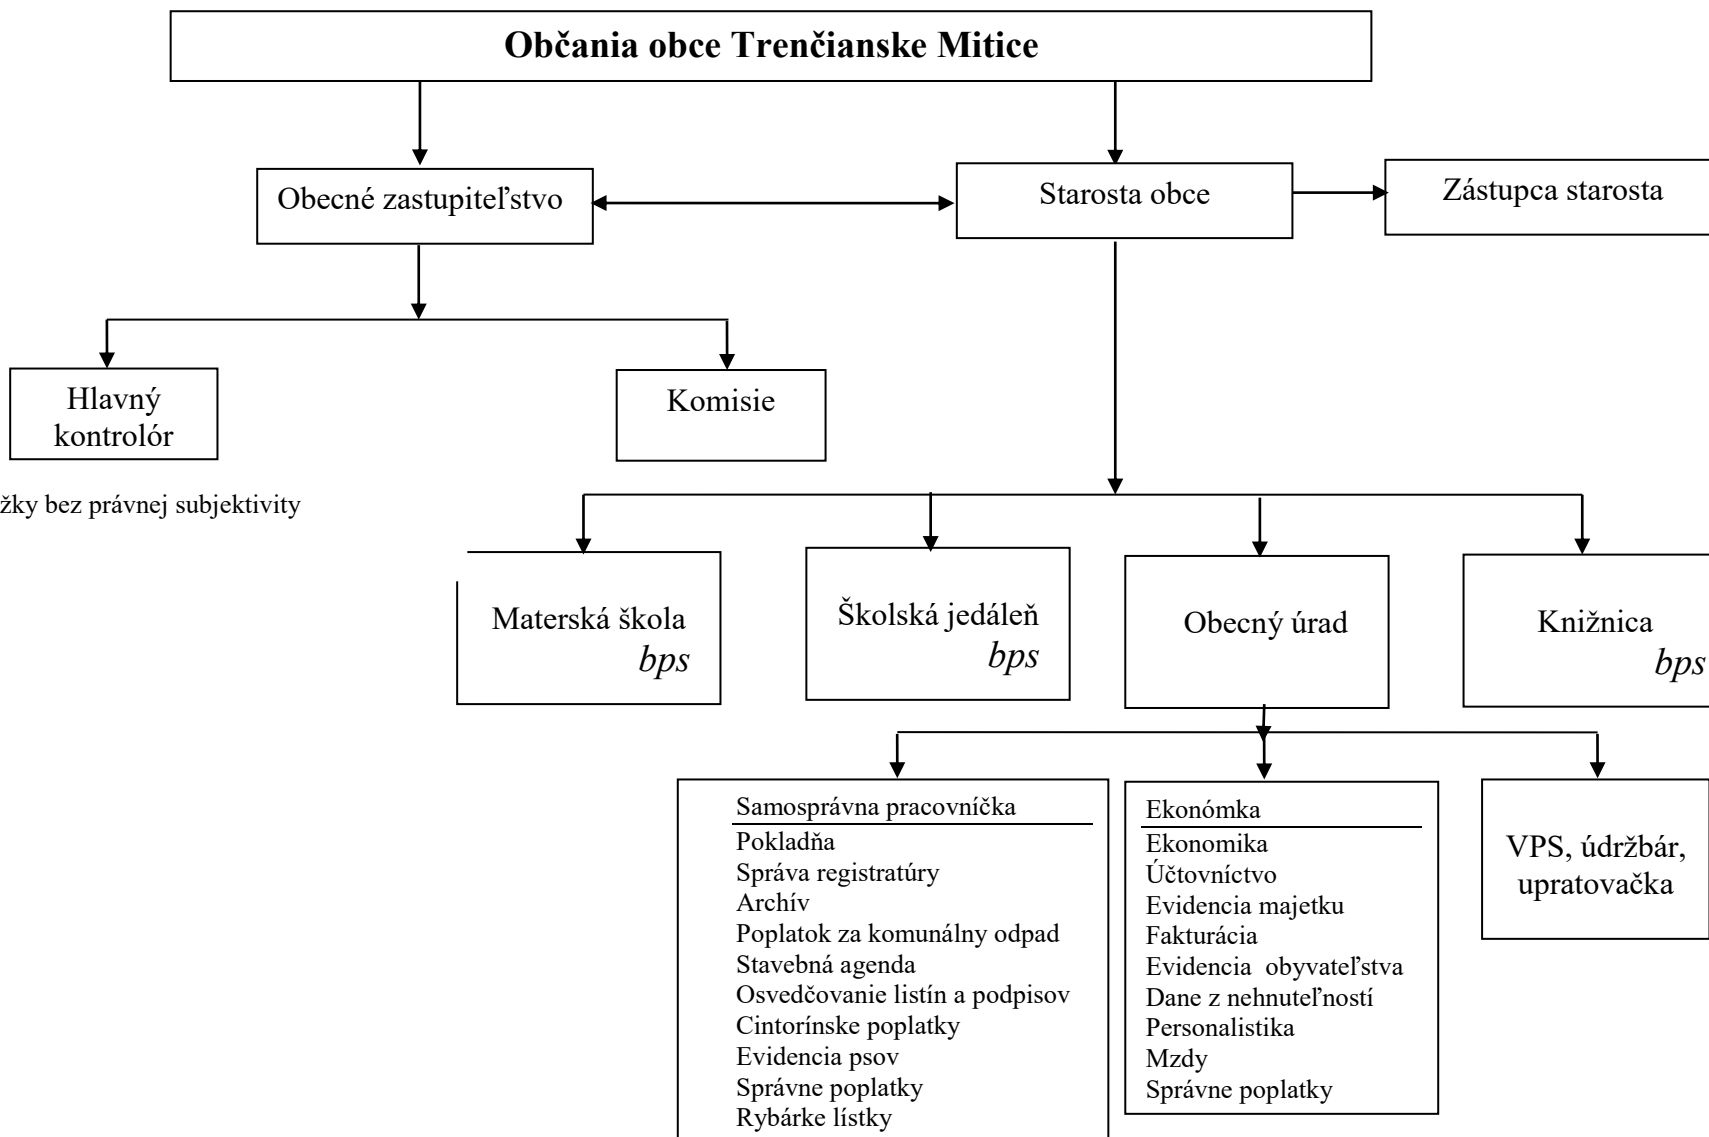 Občania obce Trenčianske Mitice
Obecné zastupiteľstvo
Starosta obce
Zástupca starosta
Hlavný
kontrolór
Komisie
žky bez právnej subjektivity
Materská škola
bps
Školská jedáleň
bps
Obecný úrad
Knižnica
bps
Samosprávna pracovníčka
Pokladňa
Správa registratúry
Archív
Poplatok za komunálny odpad
Stavebná agenda
Osvedčovanie listín a podpisov
Cintorínske poplatky
Evidencia psov
Správne poplatky
Rybárke lístky
Ekonómka
Ekonomika
Účtovníctvo
Evidencia majetku
Fakturácia
Evidencia  obyvateľstva
Dane z nehnuteľností
Personalistika
Mzdy
Správne poplatky
VPS, údržbár,
upratovačka